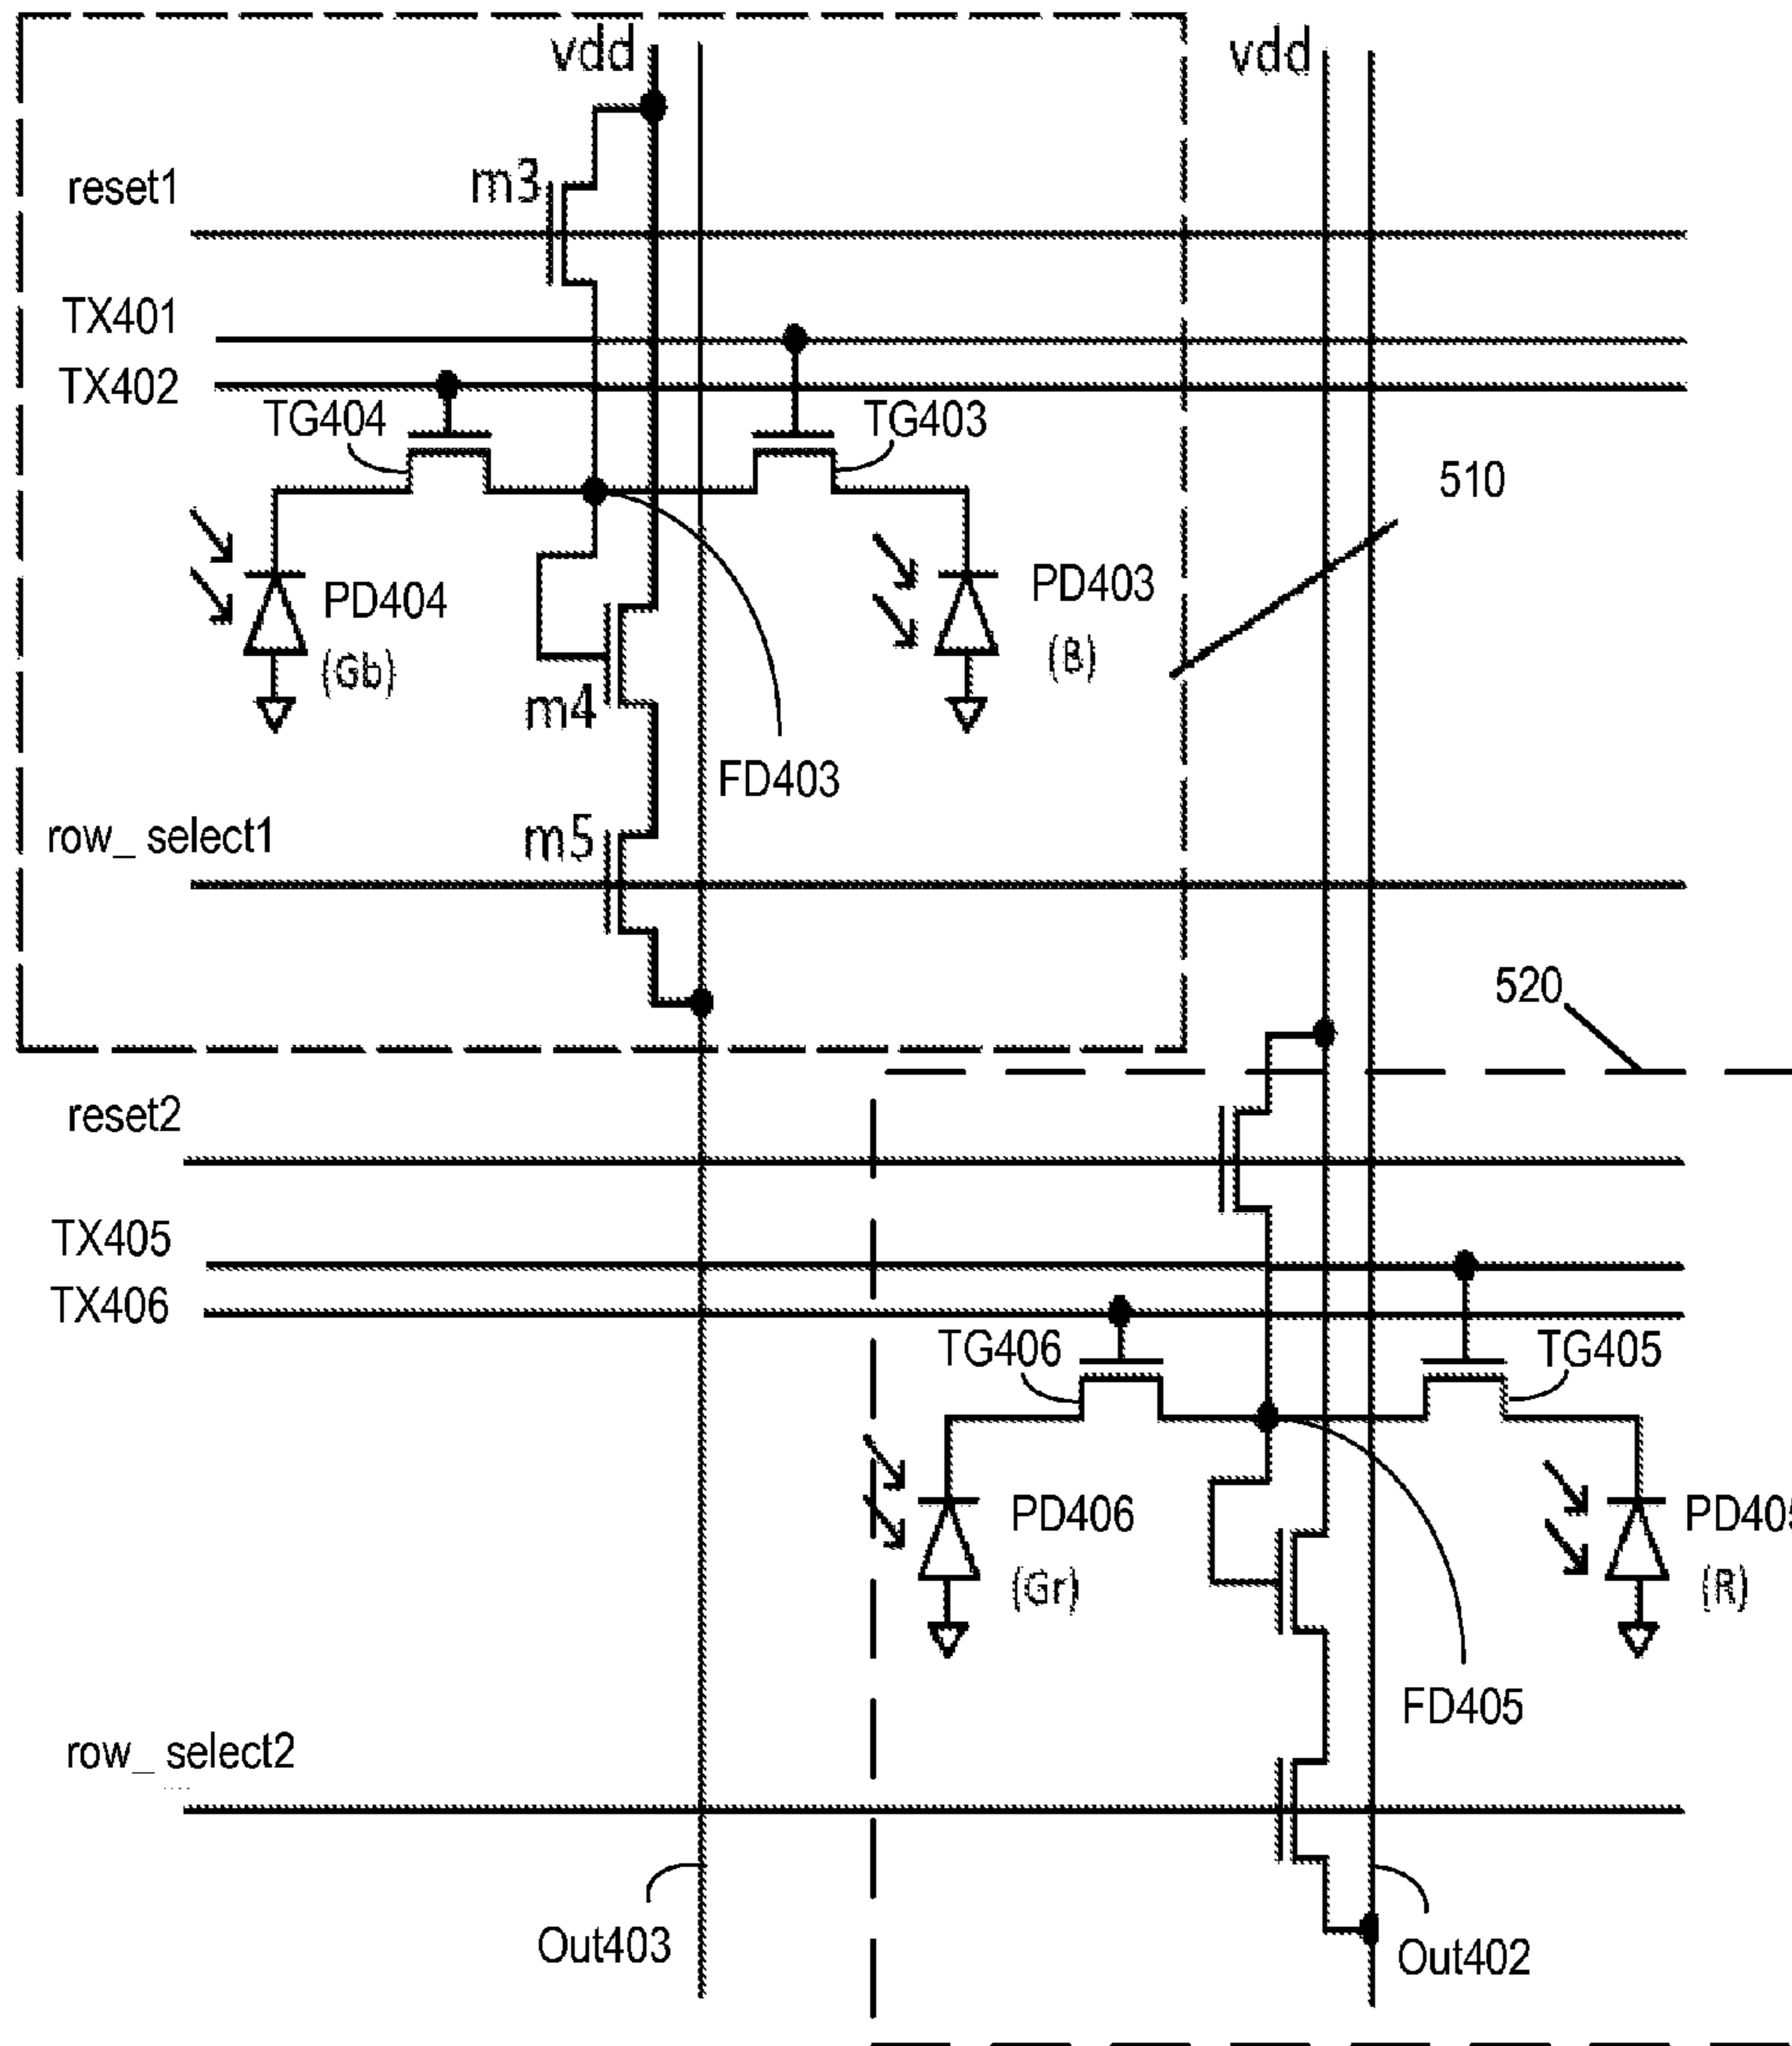 vdd
vdd
m3
reset1
TX401
TX402
TG404
TG403
510
PD404
(Gb)
PD403
(B)
m4
FD403
row_ select1
m5
520
reset2
TX405
TX406
TG406
TG405
PD406
(Gr)
PD405
(R)
FD405
row_ select2
Out403
Out402